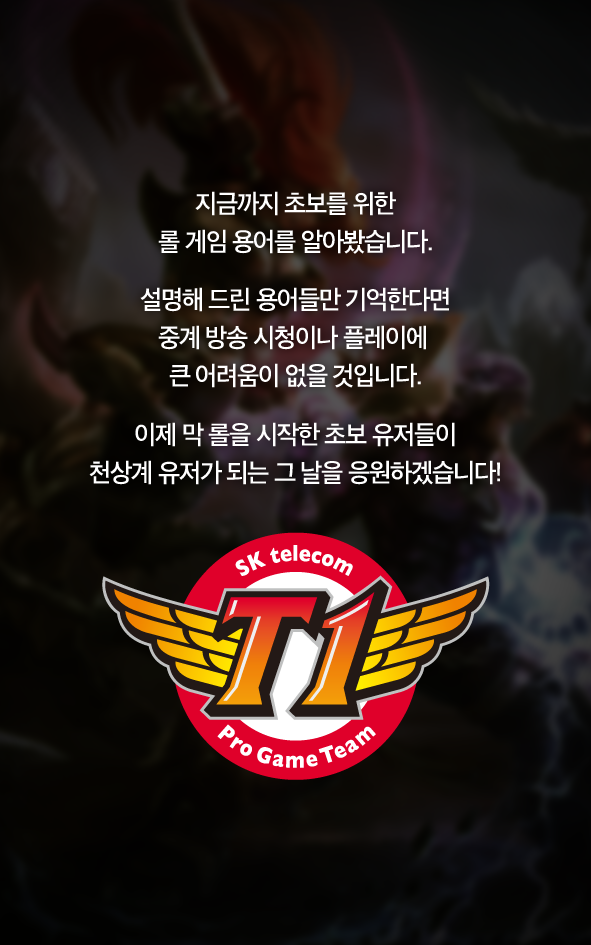 지금까지 초보를 위한
롤 게임 용어를 알아봤습니다.
설명해 드린 용어들만 기억한다면
중계 방송 시청이나 플레이에
큰 어려움이 없을 것입니다.
이제 막 롤을 시작한 초보 유저들이
천상계 유저가 되는 그 날을 응원하겠습니다!
SK telecom
T1
Pro Game Team